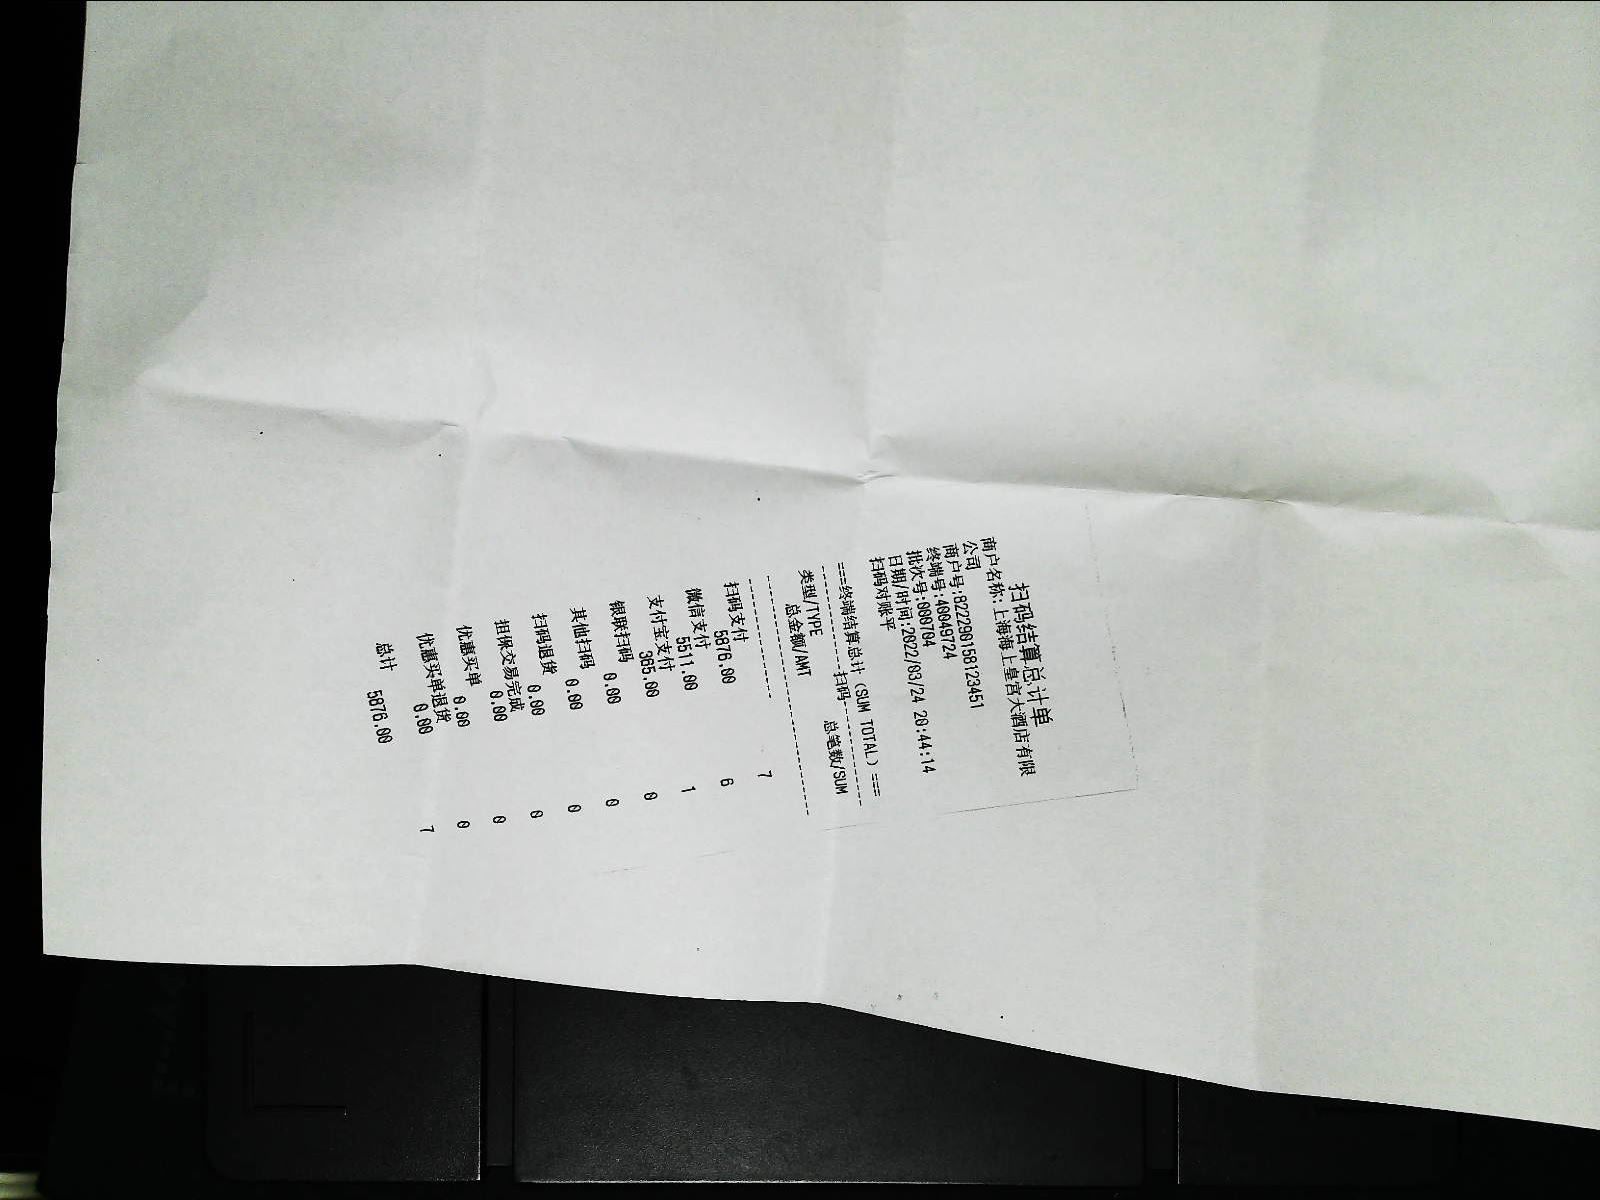 扫码结算总计单
商户名称:上海海上皇宫大酒店有限
公司
商户号:822290158123451
终端号:40049724
批次号:000704
日期/时间:2022/03/24 20:44:14
扫码对账平
===终端结算总计(SUM TOTAL)===
---------------扫码---------------
类型/TYPE 总笔数/SUM
总金额/AMT
扫码支付 7
5876.00
微信支付 6
5511.00
支付宝支付 1
365.00
银联扫码 0
0.00
其他扫码 0
0.00
扫码退货 0
0.00
担保交易完成 0
0.00
优惠买单 0
0.00
优惠买单退货 0
0.00
总计 7
5876.00